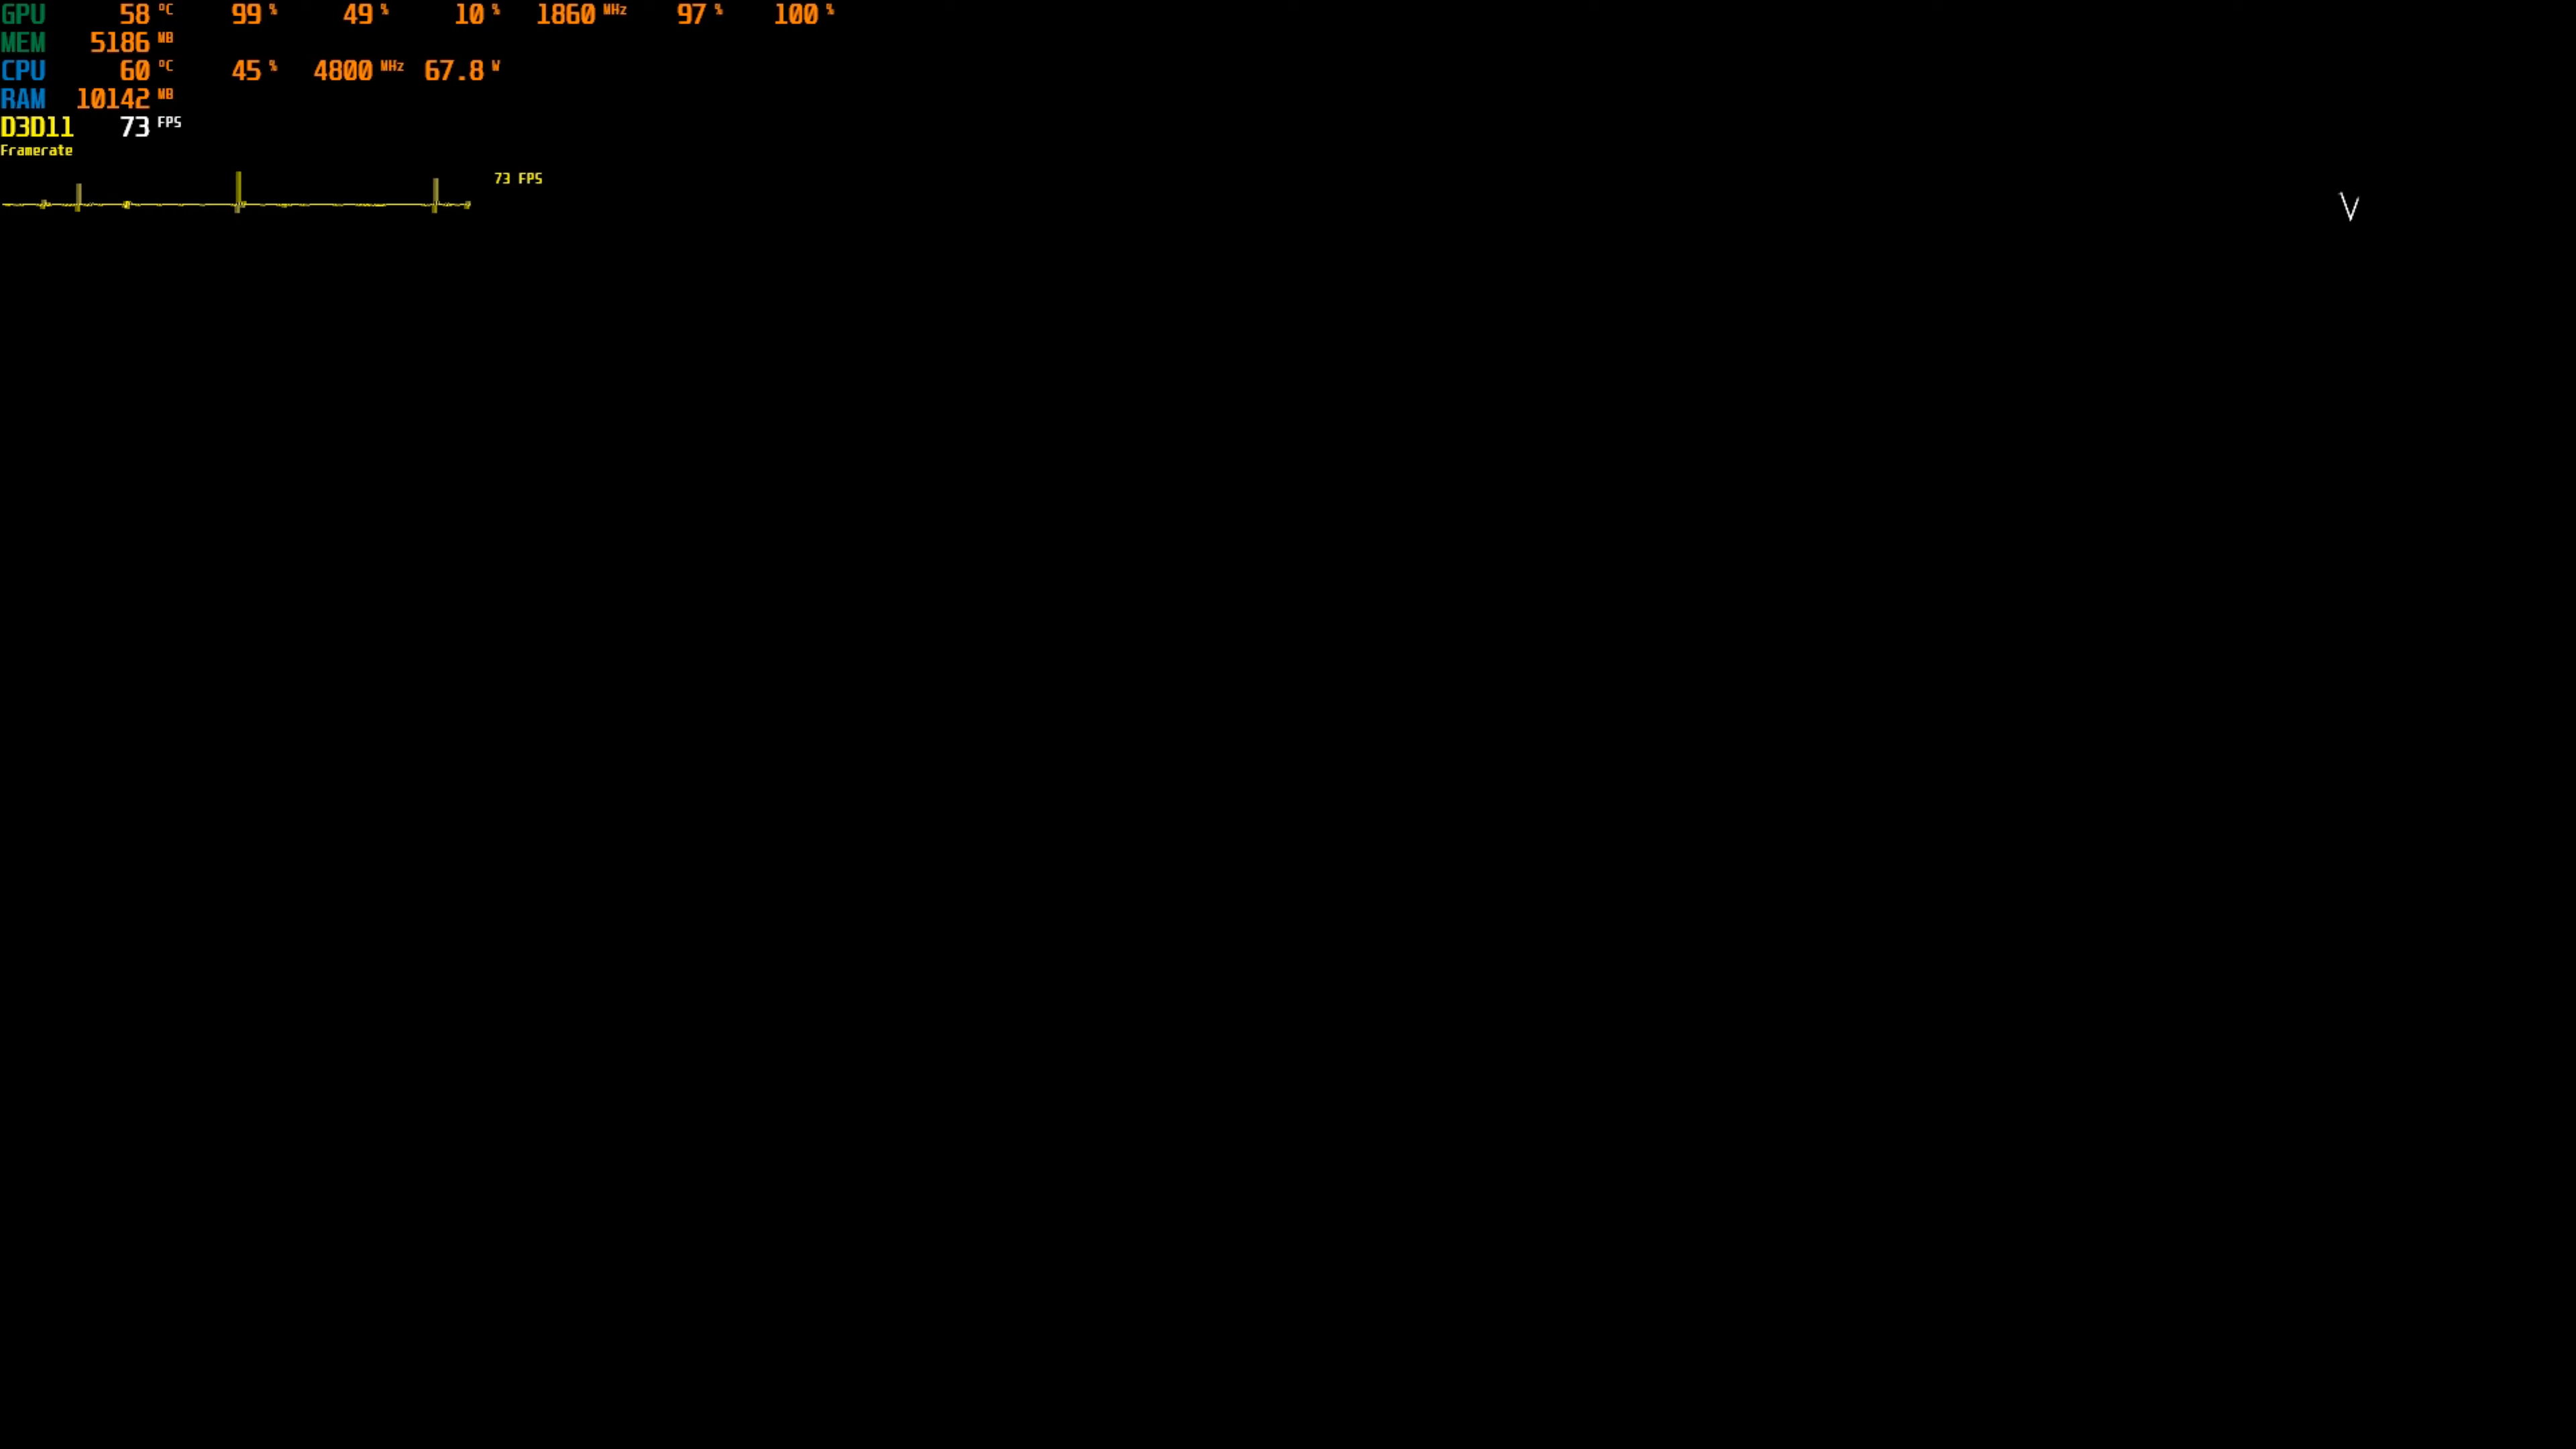 GPU 58 °C 99 % 49 % 10 % 1860 MHz 97 % 100 %
MEM 5186 MB
CPU 60 °C 45 % 4800 MHz 67.8 W
RAM 10142 MB
D3D11 73 FPS
Framerate
73 FPS
V